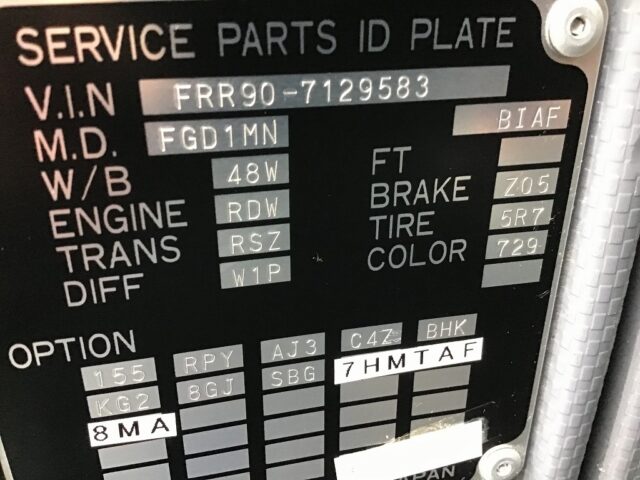 SERVICE PARTS ID PLATE
V.I.N FRR90-7129583
M.D. FGD1MN BIAF
W/B 48W FT
ENGINE RDW BRAKE Z05
TRANS RSZ TIRE 5R7
DIFF W1P COLOR 729
OPTION
155 RPY AJ3 C4Z BHK
KG2 8GJ SBG 7HMTAF
8MA